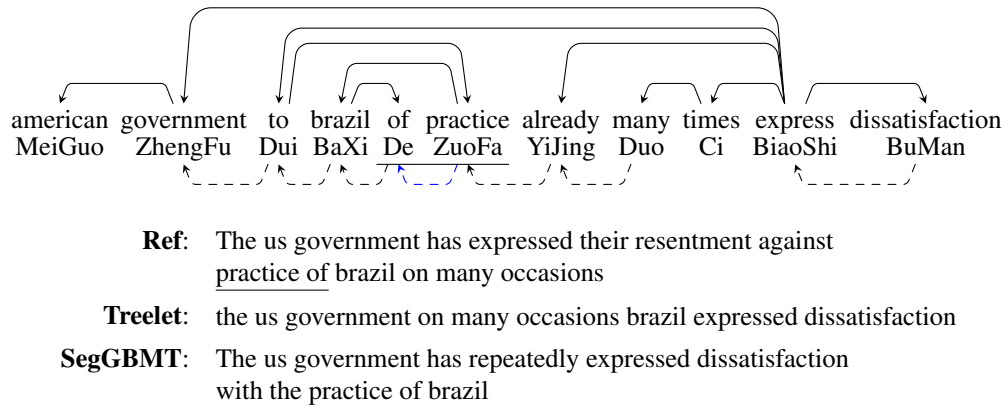 american government to brazil of practice already many times express dissatisfaction
MeiGuo ZhengFu Dui BaXi De ZuoFa YiJing Duo Ci BiaoShi BuMan
Ref: The us government has expressed their resentment against
practice of brazil on many occasions
Treelet: the us government on many occasions brazil expressed dissatisfaction
SegGBMT: The us government has repeatedly expressed dissatisfaction
with the practice of brazil